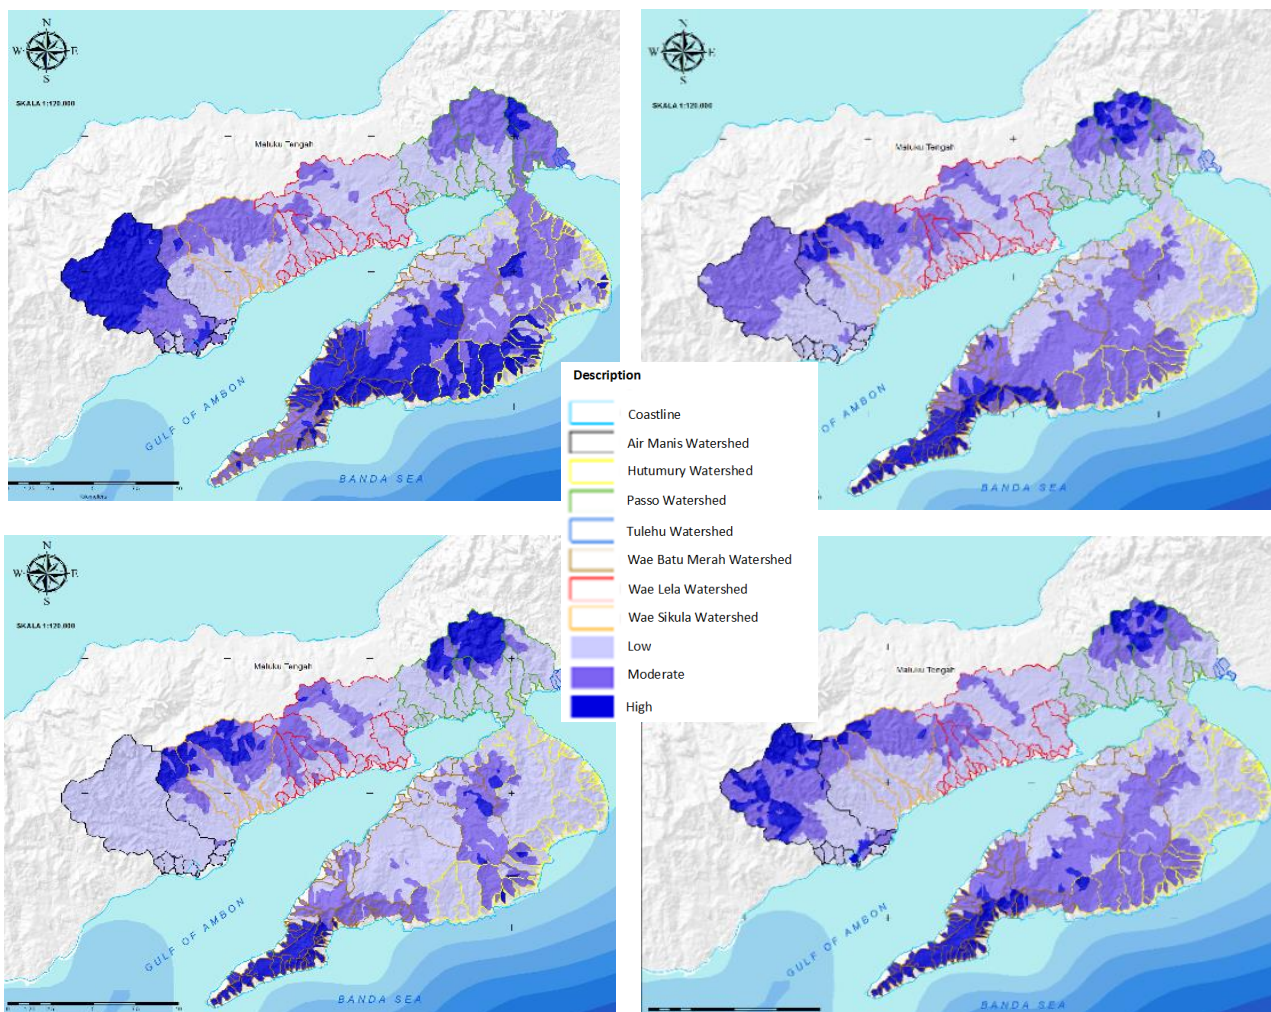 N
W E
S
SKALA 1:120.000
Maluku Tengah
GULF OF AMBON
BANDA SEA
Kilometers
N
W E
S
SKALA 1:120.000
Maluku Tengah
OF AMBON
BANDA SEA
Description
Coastline
Air Manis Watershed
Hutumury Watershed
Passo Watershed
Tulehu Watershed
Wae Batu Merah Watershed
Wae Lela Watershed
Wae Sikula Watershed
Low
Moderate
High
N
W E
S
SKALA 1:120.000
Maluku Tengah
GULF OF AMBON
BANDA SEA
Maluku Tengah
GULF OF AMBON
BANDA SEA